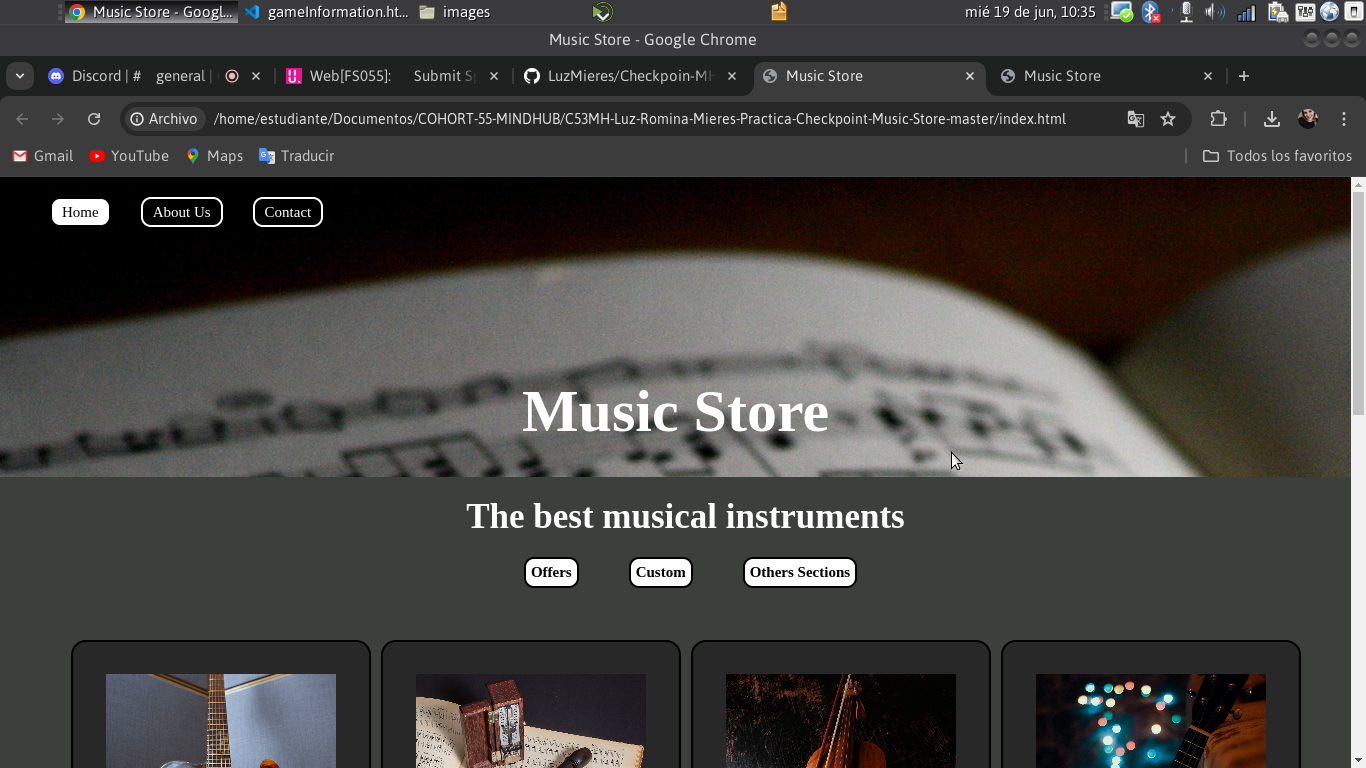 Music Store - Googl...
gameInformation.ht...
images
mié 19 de jun, 10:35
Music Store - Google Chrome
Discord | # general |
Web[FS055]: Submit S
LuzMieres/Checkpoin-MH
Music Store
Music Store
Archivo
/home/estudiante/Documentos/COHORT-55-MINDHUB/C53MH-Luz-Romina-Mieres-Practica-Checkpoint-Music-Store-master/index.html
Gmail
YouTube
Maps
Traducir
Todos los favoritos
Home
About Us
Contact
Music Store
The best musical instruments
Offers
Custom
Others Sections